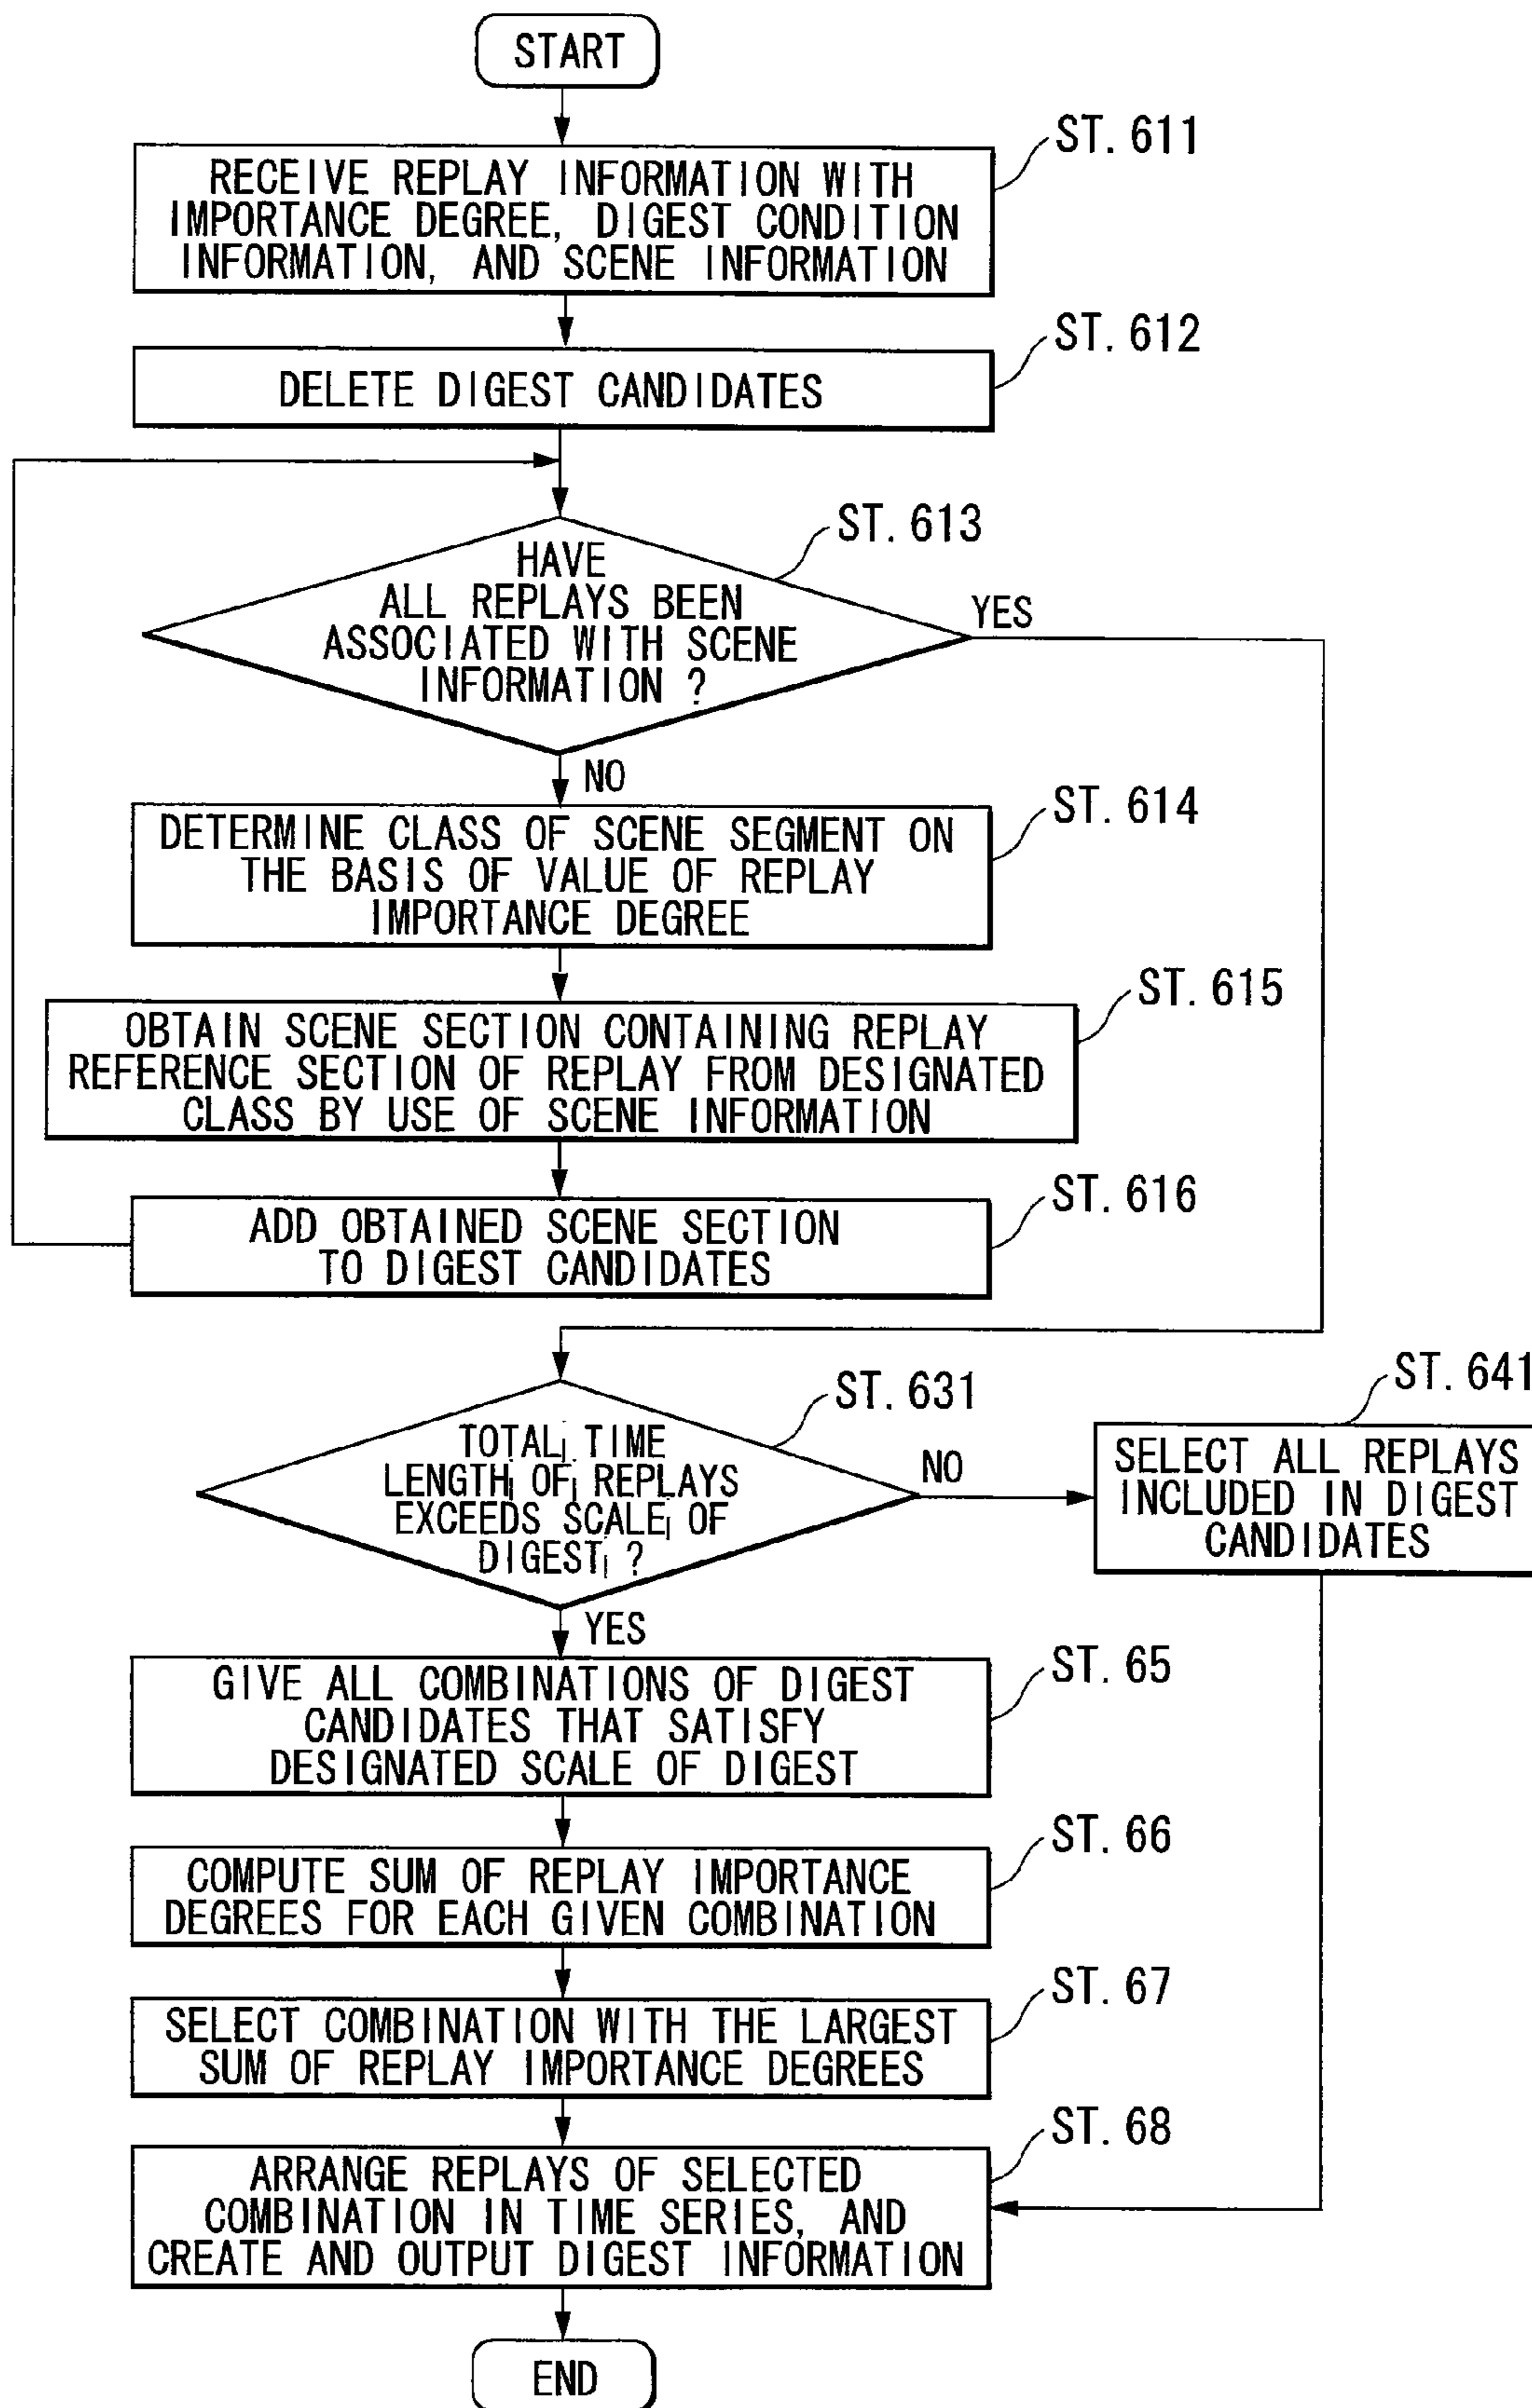 START
ST. 611
RECEIVE REPLAY INFORMATION WITH
IMPORTANCE DEGREE, DIGEST CONDITION
INFORMATION, AND SCENE INFORMATION
ST. 612
DELETE DIGEST CANDIDATES
ST. 613
HAVE
ALL REPLAYS BEEN
ASSOCIATED WITH SCENE
INFORMATION ?
YES
NO
ST. 614
DETERMINE CLASS OF SCENE SEGMENT ON
THE BASIS OF VALUE OF REPLAY
IMPORTANCE DEGREE
ST. 615
OBTAIN SCENE SECTION CONTAINING REPLAY
REFERENCE SECTION OF REPLAY FROM DESIGNATED
CLASS BY USE OF SCENE INFORMATION
ST. 616
ADD OBTAINED SCENE SECTION
TO DIGEST CANDIDATES
ST. 631
TOTAL TIME
LENGTH OF REPLAYS
EXCEEDS SCALE OF
DIGEST ?
NO
YES
ST. 641
SELECT ALL REPLAYS
INCLUDED IN DIGEST
CANDIDATES
ST. 65
GIVE ALL COMBINATIONS OF DIGEST
CANDIDATES THAT SATISFY
DESIGNATED SCALE OF DIGEST
ST. 66
COMPUTE SUM OF REPLAY IMPORTANCE
DEGREES FOR EACH GIVEN COMBINATION
ST. 67
SELECT COMBINATION WITH THE LARGEST
SUM OF REPLAY IMPORTANCE DEGREES
ST. 68
ARRANGE REPLAYS OF SELECTED
COMBINATION IN TIME SERIES, AND
CREATE AND OUTPUT DIGEST INFORMATION
END